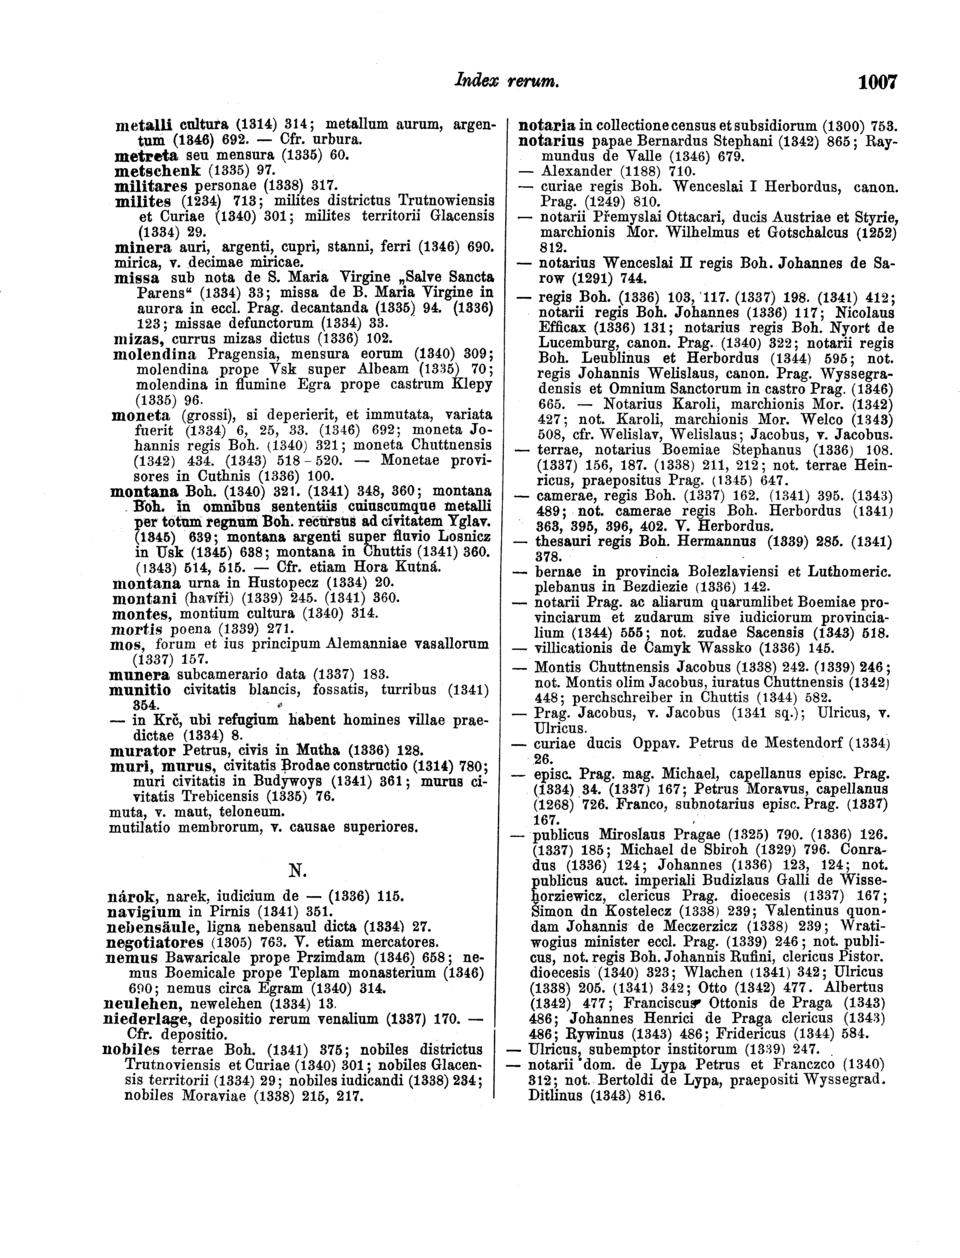 Index rerum.
1007
metalli cultura (1314) 314; metallum aurum, argen-
tum (1346) 692. — Cfr. urbura.
metreta seu mensura (1335) 60.
metschenk (1335) 97.
militares personae (1338) 317.
milites (1234) 713; milites districtus Trutnowiensis
et Curiae (1340) 301; milites territorii Glacensis
(1334) 29.
minera auri, argenti, cupri, stanni, ferri (1346) 690.
mirica, v. decimae miricae.
missa sub nota de S. Maria Virgine „Salve Sancta
Parens“ (1334) 33; missa de B. Maria Virgine in
aurora in eccl. Prag. decantanda (1335) 94. (1336)
123; missae defunctorum (1334) 33.
mizas, currus mizas dictus (1336) 102.
molendina Pragensia, mensura eorum (1340) 309;
molendina prope Vsk super Albeam (1335) 70;
molendina in flumine Egra prope castrum Klepy
(1335) 96.
moneta (grossi), si deperierit, et immutata, variata
fuerit (1334) 6, 25, 33. (1346) 692; moneta Jo-
hannis regis Boh. (1340) 321; moneta Chuttnensis
(1342) 434. (1343) 518–520. — Monetae provi-
sores in Cuthnis (1336) 100.
montana Boh. (1340) 321. (1341) 348, 360; montana
Boh. in omnibus sententiis cuiuscumque metalli
per totum regnum Boh. recursus ad civitatem Yglav.
(1345) 639; montana argenti super fluvio Losnicz
in Usk (1345) 638; montana in Chuttis (1341) 360.
(1343) 514, 515. — Cfr. etiam Hora Kutná.
montana urna in Hustopecz (1334) 20.
montani (havíři) (1339) 245. (1341) 360.
montes, montium cultura (1340) 314.
mortis poena (1339) 271.
mos, forum et ius principum Alemanniae vasallorum
(1337) 157.
munera subcamerario data (1337) 183.
munitio civitatis blancis, fossatis, turribus (1341)
354.
— in Krč, ubi refugium habent homines villae prae-
dictae (1334) 8.
murator Petrus, civis in Mutha (1336) 128.
muri, murus, civitatis Brodae constructio (1314) 780;
muri civitatis in Budywoys (1341) 361; murus ci-
vitatis Trebicensis (1335) 76.
muta, v. maut, teloneum.
mutilatio membrorum, v. causae superiores.
N.
nárok, narek, iudicium de — (1336) 115.
navigium in Pirnis (1341) 351.
nebensäule, ligna nebensaul dicta (1334) 27.
negotiatores (1305) 763. V. etiam mercatores.
nemus Bawaricale prope Przimdam (1346) 658; ne-
mus Boemicale prope Teplam monasterium (1346)
690; nemus circa Egram (1340) 314.
neulehen, newelehen (1334) 13.
niederlage, depositio rerum venalium (1337) 170. —
Cfr. depositio.
nobiles terrae Boh. (1341) 375; nobiles districtus
Trutnoviensis et Curiae (1340) 301; nobiles Glacen-
sis territorii (1334) 29; nobiles iudicandi (1338) 234;
nobiles Moraviae (1338) 215, 217.
notaria in collectione census et subsidiorum (1300) 753.
notarius papae Bernardus Stephani (1342) 865; Ray-
mundus de Valle (1346) 679.
— Alexander (1188) 710.
— curiae regis Boh. Wenceslai I Herbordus, canon.
Prag. (1249) 810.
— notarii Přemyslai Ottacari, ducis Austriae et Styrie,
marchionis Mor. Wilhelmus et Gotschalcus (1252)
812.
— notarius Wenceslai II regis Boh. Johannes de Sa-
row (1291) 744.
— regis Boh. (1336) 103, 117. (1337) 198. (1341) 412;
notarii regis Boh. Johannes (1336) 117; Nicolaus
Efficax (1336) 131; notarius regis Boh. Nyort de
Lucemburg, canon. Prag. (1340) 322; notarii regis
Boh. Leublinus et Herbordus (1344) 595; not.
regis Johannis Welislaus, canon. Prag. Wyssegra-
densis et Omnium Sanctorum in castro Prag. (1346)
665. — Notarius Karoli, marchionis Mor. (1342)
427; not. Karoli, marchionis Mor. Welco (1343)
508, cfr. Welislav, Welislaus; Jacobus, v. Jacobus.
— terrae, notarius Boemiae Stephanus (1336) 108.
(1337) 156, 187. (1338) 211, 212; not. terrae Hein-
ricus, praepositus Prag. (1345) 647.
— camerae, regis Boh. (1337) 162. (1341) 395. (1343)
489; not. camerae regis Boh. Herbordus (1341)
363, 395, 396, 402. V. Herbordus.
— thesauri regis Boh. Hermannus (1339) 285. (1341)
378.
— bernae in provincia Bolezlaviensi et Luthomeric.
plebanus in Bezdiezie (1336) 142.
— notarii Prag. ac aliarum quarumlibet Boemiae pro-
vinciarum et zudarum sive iudiciorum provincia-
lium (1344) 555; not. zudae Sacensis (1343) 518.
— villicationis de Camyk Wassko (1336) 145.
— Montis Chuttnensis Jacobus (1338) 242. (1339) 246;
not. Montis olim Jacobus, iuratus Chuttnensis (1342)
448; perchschreiber in Chuttis (1344) 582.
— Prag. Jacobus, v. Jacobus (1341 sq.); Ulricus, v.
Ulricus.
— curiae ducis Oppav. Petrus de Mestendorf (1334)
26.
— episc. Prag. mag. Michael, capellanus episc. Prag.
(1334) 34. (1337) 167; Petrus Moravus, capellanus
(1268) 726. Franco, subnotarius episc. Prag. (1337)
167.
— publicus Miroslaus Pragae (1325) 790. (1336) 126.
(1337) 185; Michael de Sbiroh (1329) 796. Conra-
dus (1336) 124; Johannes (1336) 123, 124; not.
publicus auct. imperiali Budizlaus Galli de Wisse-
horziewicz, clericus Prag. dioecesis (1337) 167;
Simon dn Kostelecz (1338) 239; Valentinus quon-
dam Johannis de Meczerzicz (1338) 239; Wrati-
wogius minister eccl. Prag. (1339) 246; not. publi-
cus, not. regis Boh. Johannis Rufini, clericus Pistor.
dioecesis (1340) 323; Wlachen (1341) 342; Ulricus
(1338) 205. (1341) 342; Otto (1342) 477. Albertus
(1342) 477; Franciscus Ottonis de Praga (1343)
486; Johannes Henrici de Praga clericus (1343)
486; Rywinus (1343) 486; Fridericus (1344) 584.
— Ulricus, subemptor institorum (1339) 247.
— notarii dom. de Lypa Petrus et Franczco (1340)
312; not. Bertoldi de Lypa, praepositi Wyssegrad.
Ditlinus (1343) 816.